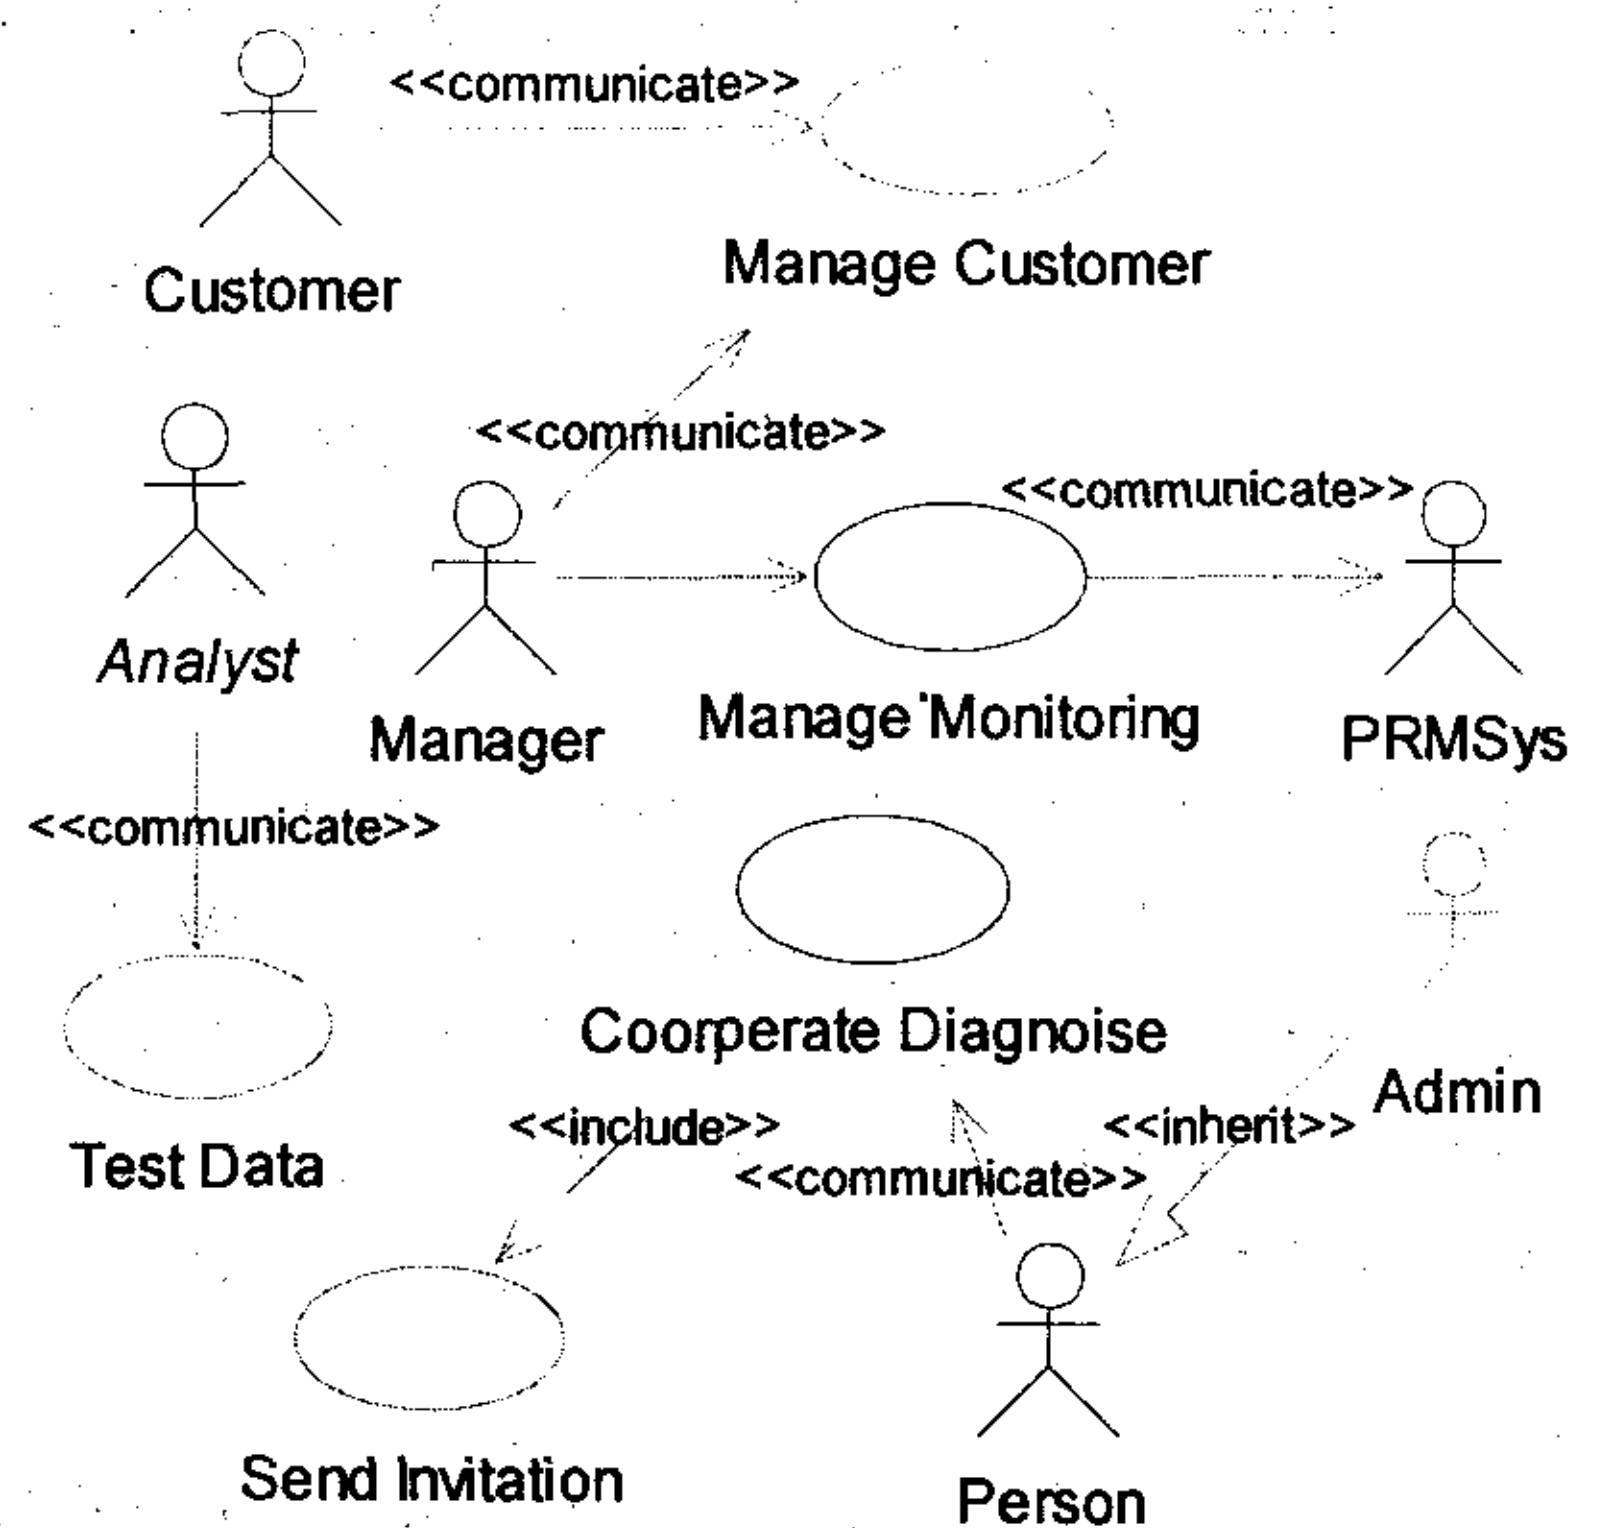 <<communicate>>
Customer
Manage Customer
<<communicate>>
<<communicate>>
Analyst
Manager
Manage Monitoring
PRMSys
<<communicate>>
Coorperate Diagnoise
Admin
<<include>>
<<inherit>>
<<communicate>>
Test Data
Send Invitation
Person